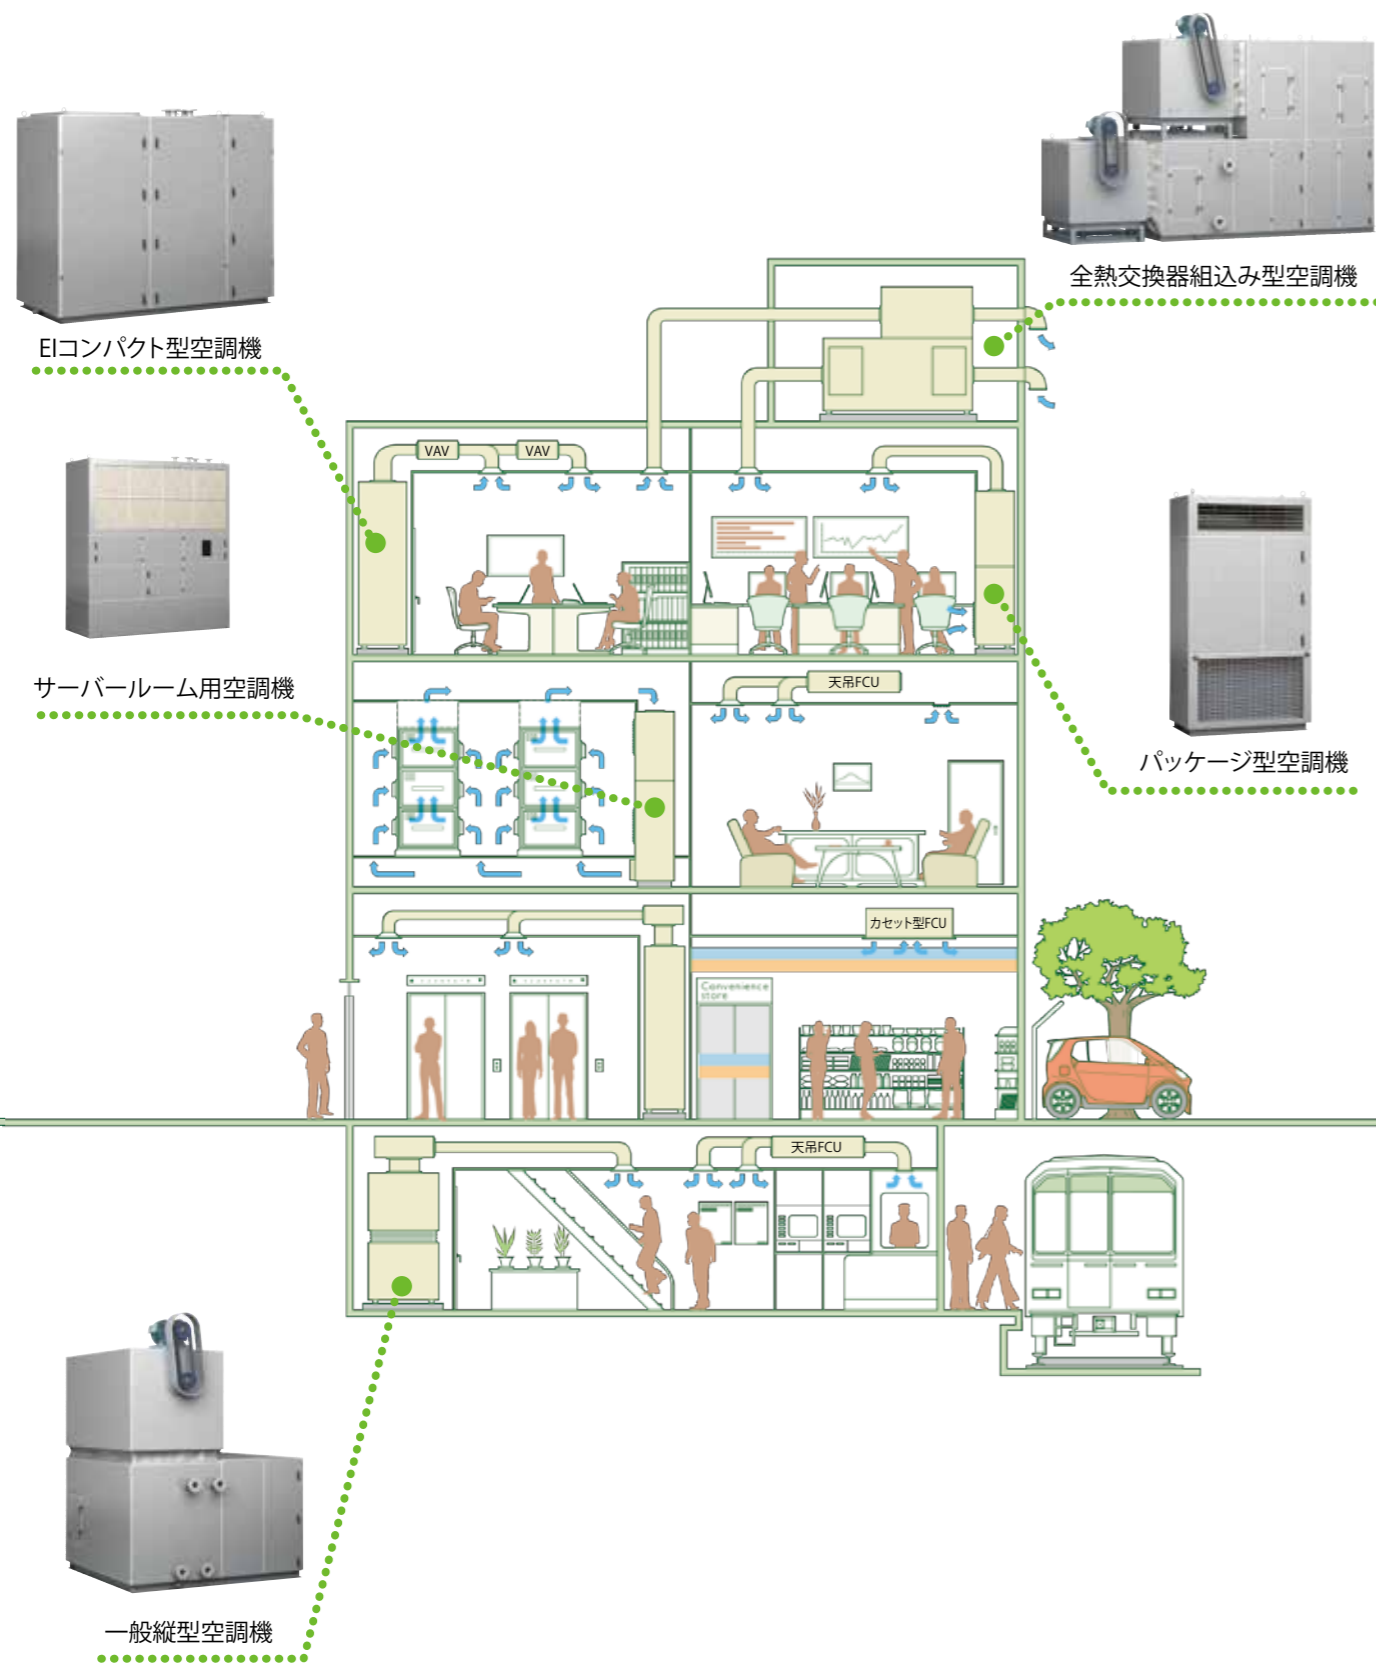 全熱交換器組込み型空調機
EIコンパクト型空調機
VAV
VAV
サーバールーム用空調機
天吊FCU
パッケージ型空調機
カセット型FCU
Convenience
store
天吊FCU
一般縦型空調機